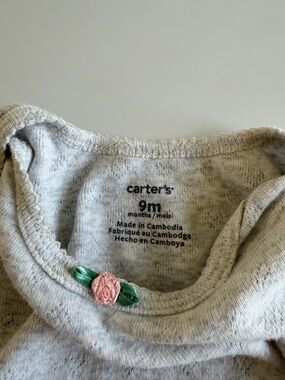 carter's
9m
months / mois
Made in Cambodia
Fabriqué au Cambodge
Hecho en Camboya